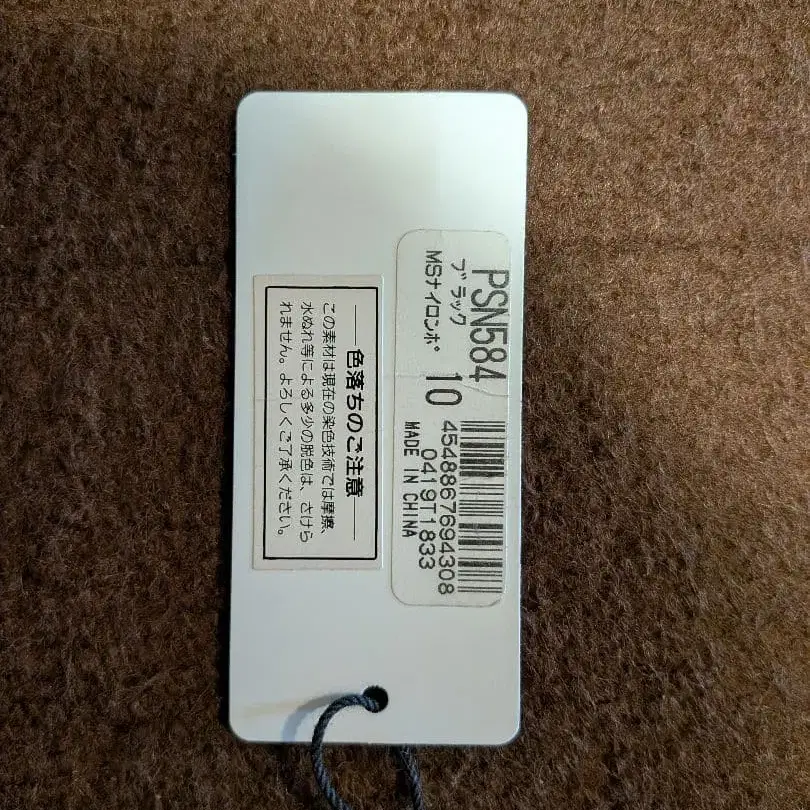 PSN584
ブラック 10
MSナイロンポ
4548867694308
0419T1833
MADE IN CHINA
色落ちのご注意
この素材は現在の染色技術では摩擦、
水ぬれ等による多少の脱色は、さけら
れません。よろしくご了承ください。